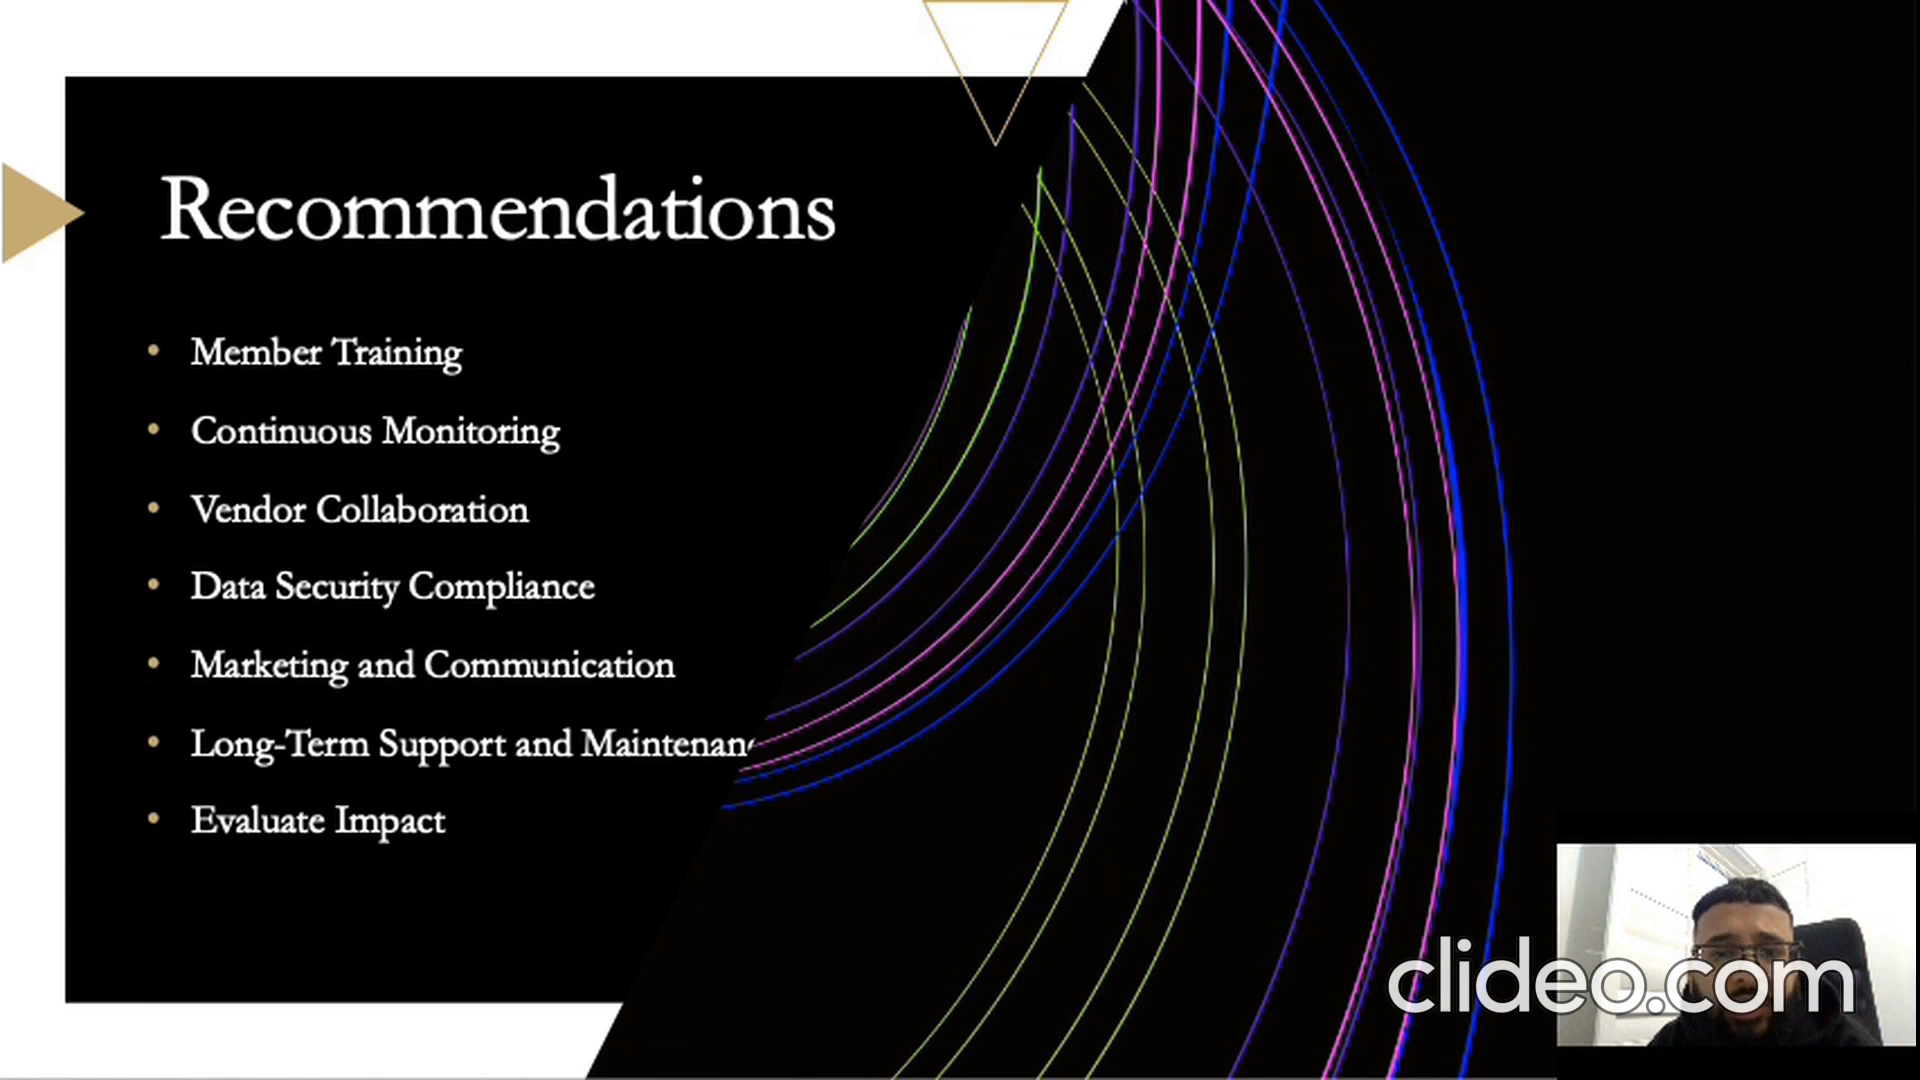 Recommendations
• Member Training
• Continuous Monitoring
• Vendor Collaboration
• Data Security Compliance
• Marketing and Communication
• Long-Term Support and Maintenanc
• Evaluate Impact
clideo.com